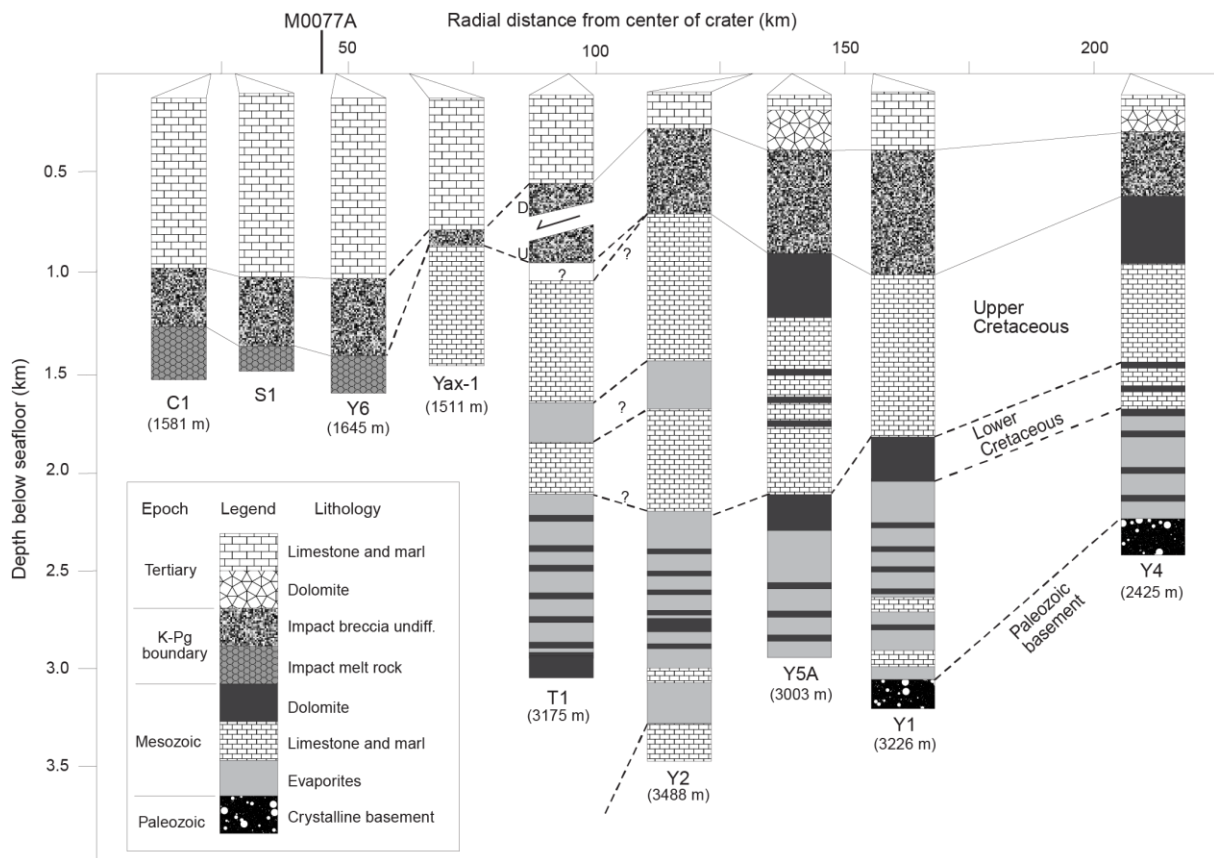 M0077A
Radial distance from center of crater (km)
50
100
150
200
Depth below seafloor (km)
0.5
1.0
1.5
2.0
2.5
3.0
3.5
D
U
?
?
?
?
?
C1
(1581 m)
S1
Y6
(1645 m)
Yax-1
(1511 m)
T1
(3175 m)
Y2
(3488 m)
Y5A
(3003 m)
Y1
(3226 m)
Y4
(2425 m)
Upper
Cretaceous
Lower
Cretaceous
Paleozoic
basement
Epoch Legend Lithology
Tertiary
Limestone and marl
Dolomite
K-Pg
boundary
Impact breccia undiff.
Impact melt rock
Mesozoic
Dolomite
Limestone and marl
Evaporites
Paleozoic
Crystalline basement